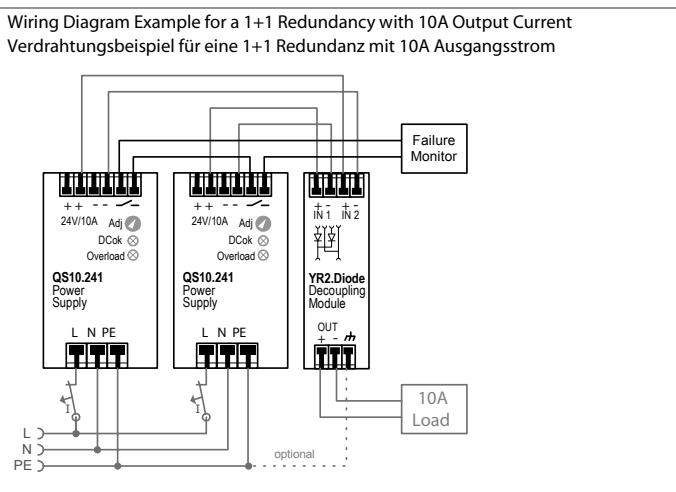 Wiring Diagram Example for a 1+1 Redundancy with 10A Output Current
Verdrahtungsbeispiel für eine 1+1 Redundanz mit 10A Ausgangsstrom
Failure
Monitor
+ + - -
24V/10A Adj
DCok
Overload
QS10.241
Power
Supply
L N PE
I
+ + - -
24V/10A Adj
DCok
Overload
QS10.241
Power
Supply
L N PE
I
+ - + -
IN 1 IN 2
YR2.Diode
Decoupling
Module
OUT
+ -
10A
Load
L
N
PE
optional